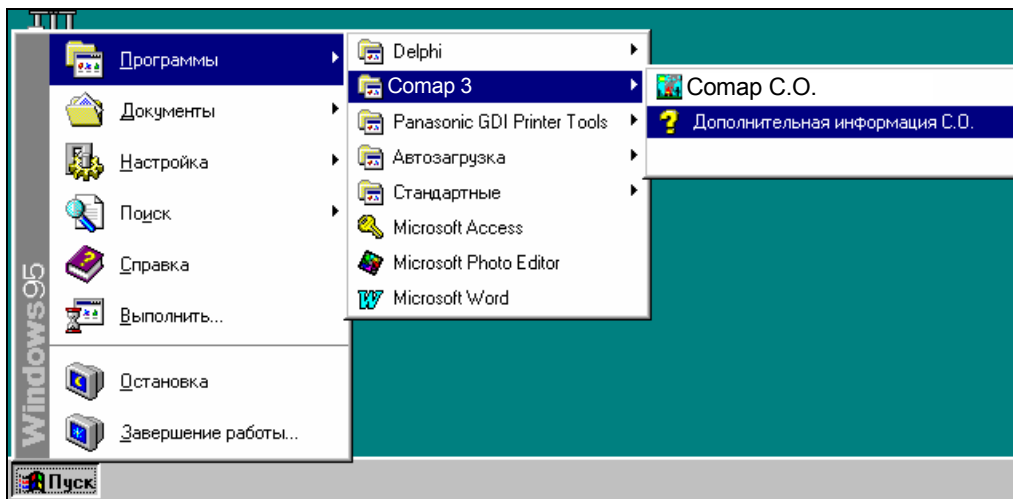 Windows95
Программы
Документы
Настройка
Поиск
Справка
Выполнить...
Остановка
Завершение работы...
Delphi
Comap 3
Panasonic GDI Printer Tools
Автозагрузка
Стандартные
Microsoft Access
Microsoft Photo Editor
Microsoft Word
Comap C.O.
Дополнительная информация С.О.
Пуск